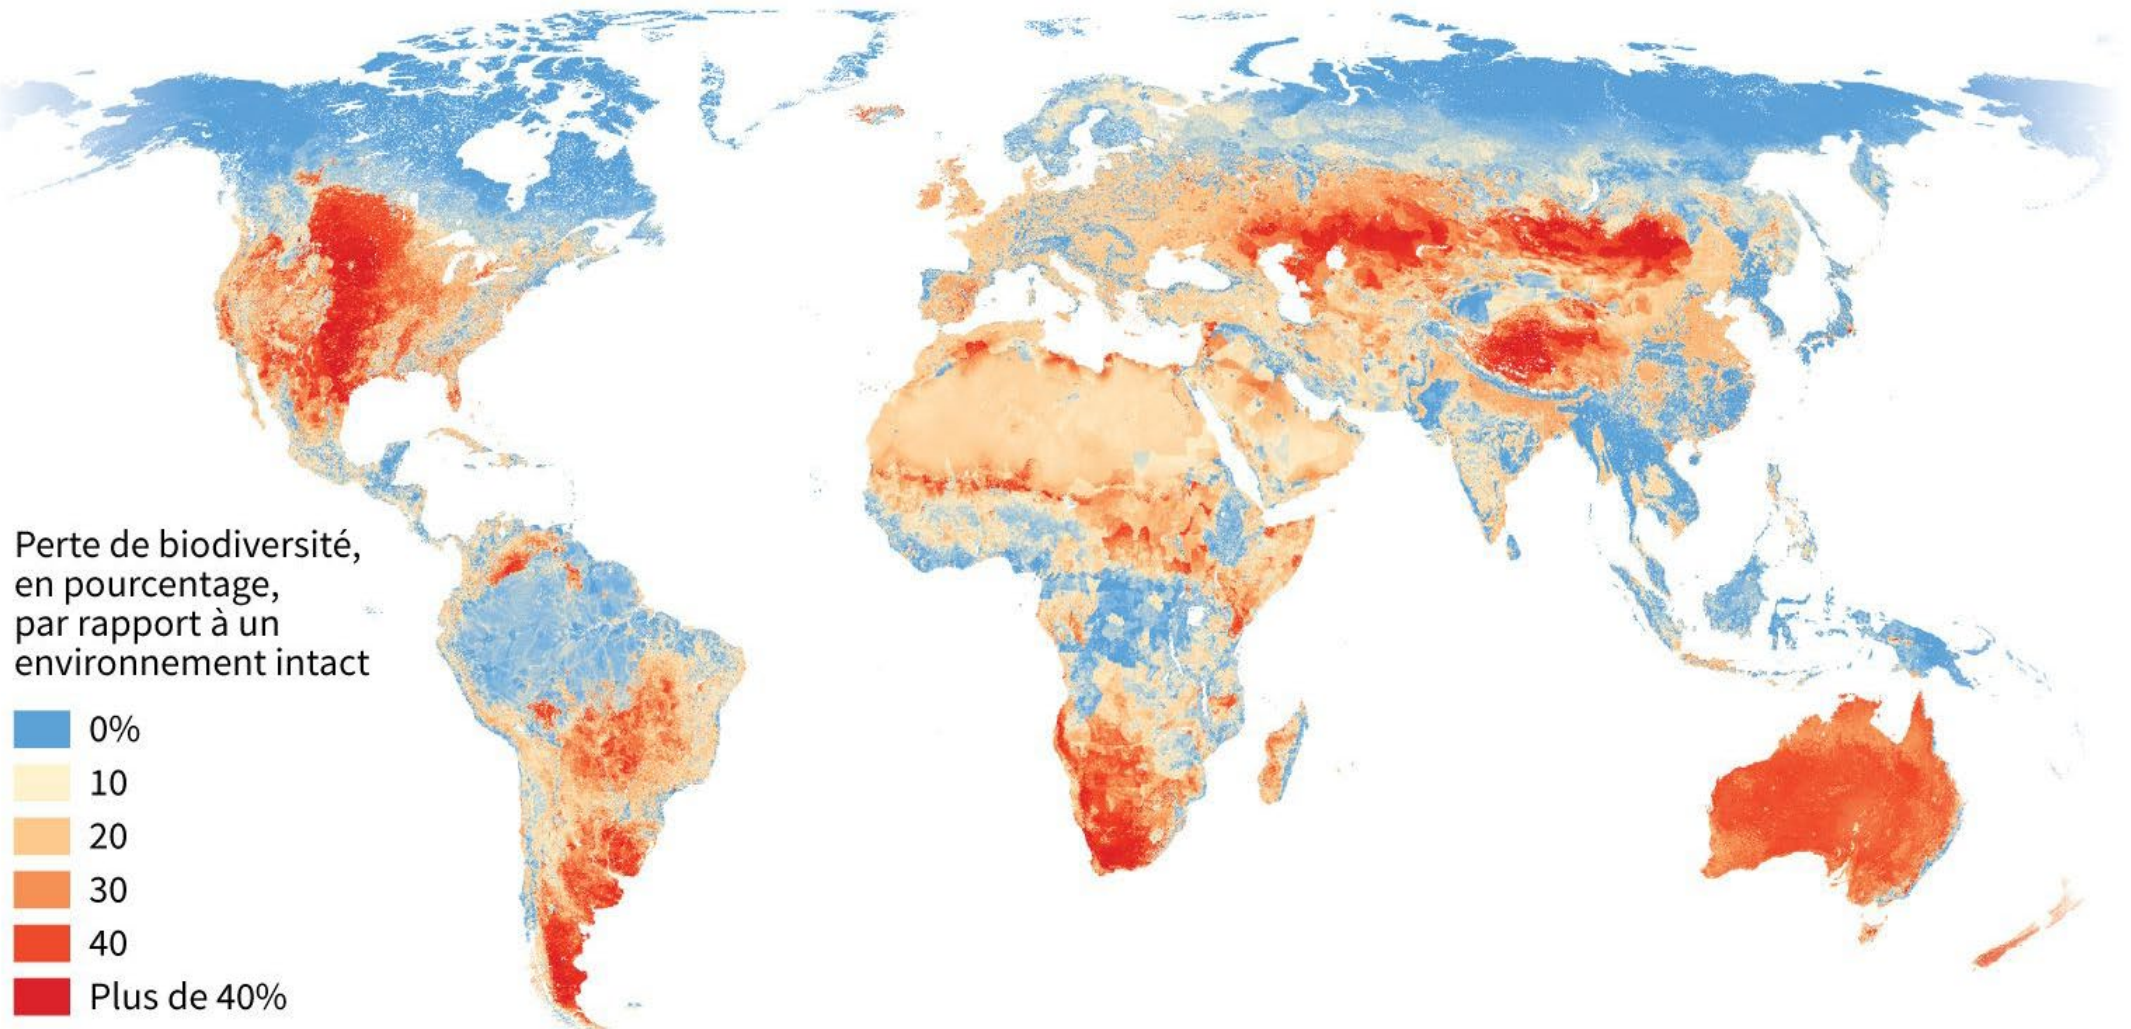 Perte de biodiversité,
en pourcentage,
par rapport à un
environnement intact
0%
10
20
30
40
Plus de 40%